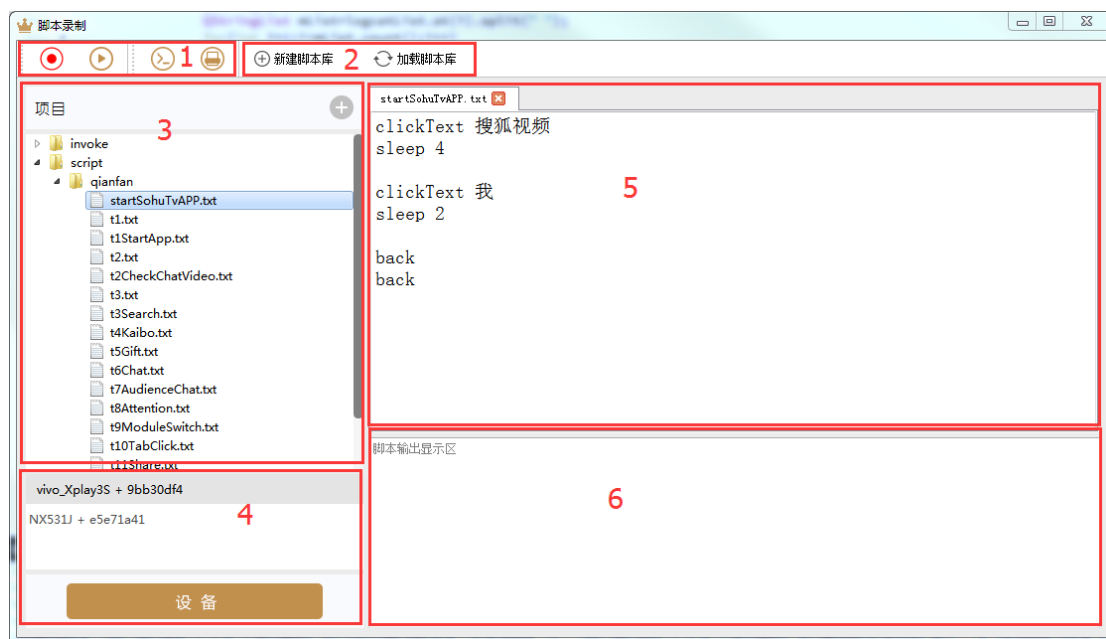 脚本录制
1
新建脚本库 2 加载脚本库
项目
3
invoke
script
qianfan
startSohuTvAPP.txt
t1.txt
t1StartApp.txt
t2.txt
t2CheckChatVideo.txt
t3.txt
t3Search.txt
t4Kaibo.txt
t5Gift.txt
t6Chat.txt
t7AudienceChat.txt
t8Attention.txt
t9ModuleSwitch.txt
t10TabClick.txt
t11Share.txt
vivo_Xplay3S + 9bb30df4
NX531J + e5e71a41
4
设 备
startSohuTvAPP.txt
clickText 搜狐视频
sleep 4
clickText 我
sleep 2
back
back
5
脚本输出显示区
6